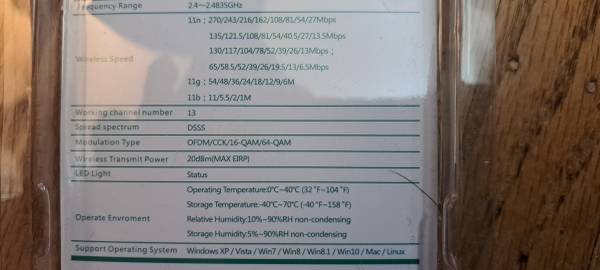 Frequency Range 2.4~2.4835GHz
11n：270/243/216/162/108/81/54/27Mbps
135/121.5/108/81/54/40.5/27/13.5Mbps
130/117/104/78/52/39/26/13Mbps；
Wireless Speed
65/58.5/52/39/26/19.5/13/6.5Mbps
11g：54/48/36/24/18/12/9/6M
11b：11/5.5/2/1M
Working channel number 13
Spread spectrum DSSS
Modulation Type OFDM/CCK/16-QAM/64-QAM
Wireless Transmit Power 20dBm(MAX EIRP)
LED Light Status
Operating Temperature:0°C~40°C (32 °F~104 °F)
Storage Temperature:-40°C~70°C (-40 °F~158 °F)
Operate Enviroment Relative Humidity:10%~90%RH non-condensing
Storage Humidity:5%~90%RH non-condensing
Support Operating System Windows XP / Vista / Win7 / Win8 / Win8.1 / Win10 / Mac / Linux